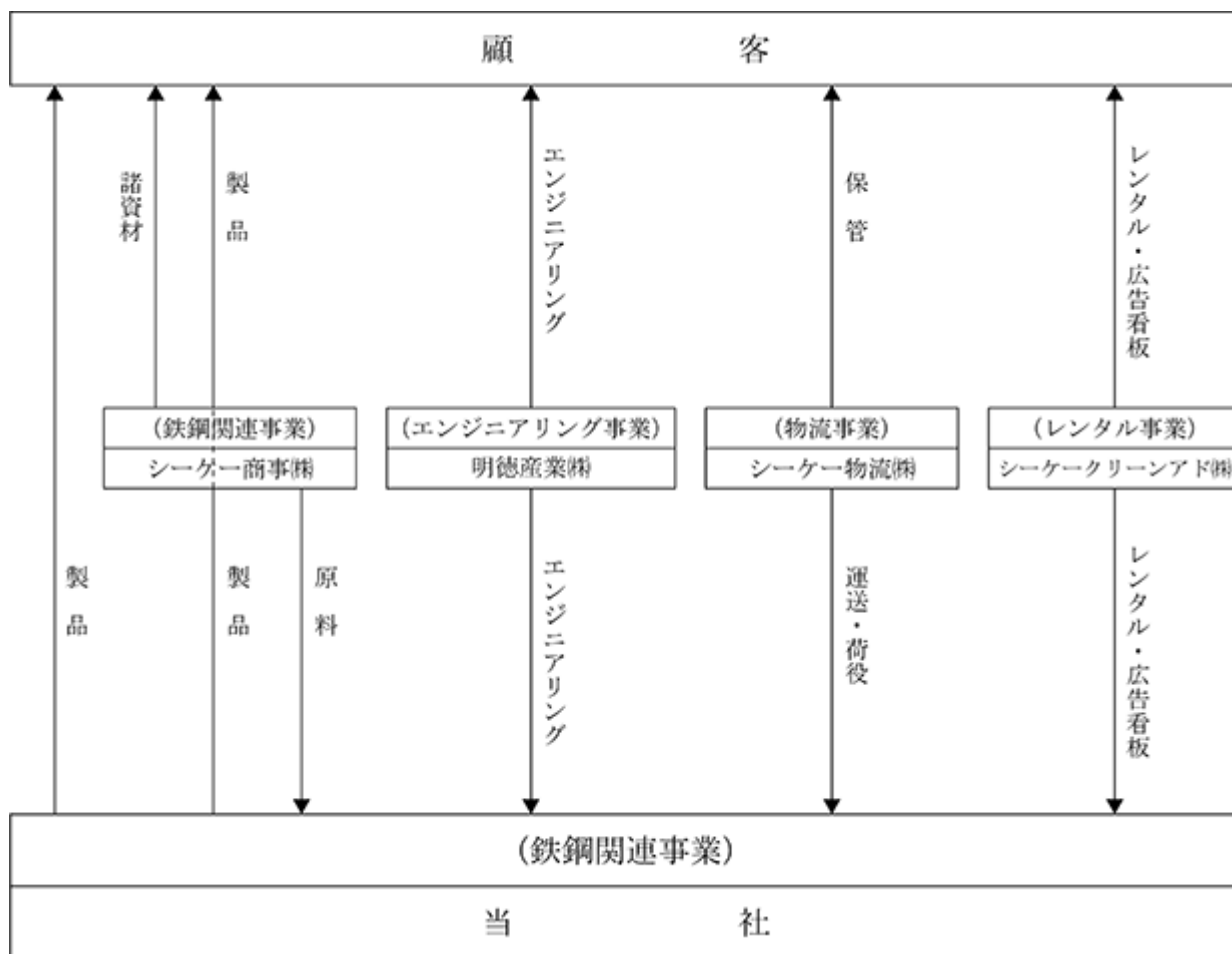 顧客
諸資材
製品
エンジニアリング
保管
レンタル・広告看板
(鉄鋼関連事業)
シーケー商事㈱
(エンジニアリング事業)
明徳産業㈱
(物流事業)
シーケー物流㈱
(レンタル事業)
シーケークリーンアド㈱
製品
製品
原料
エンジニアリング
運送・荷役
レンタル・広告看板
(鉄鋼関連事業)
当社